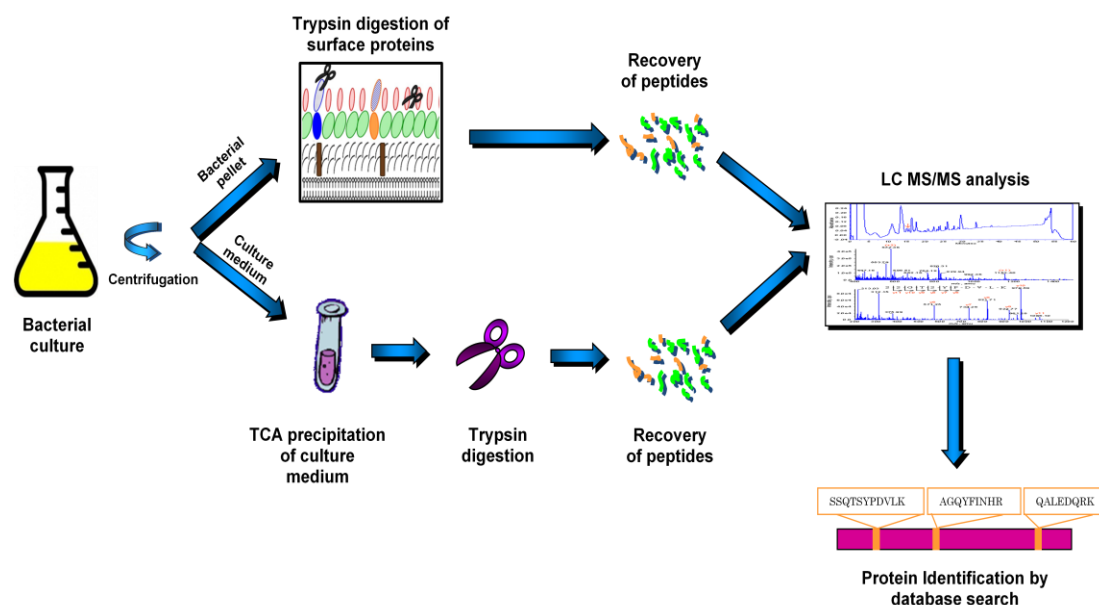 Trypsin digestion of
surface proteins
Recovery
of peptides
Bacterial
pellet
LC MS/MS analysis
Centrifugation
Culture
medium
Bacterial
culture
TCA precipitation
of culture
medium
Trypsin
digestion
Recovery
of peptides
SSQTSYPDVLK
AGQYFINHR
QALEDQRK
Protein Identification by
database search